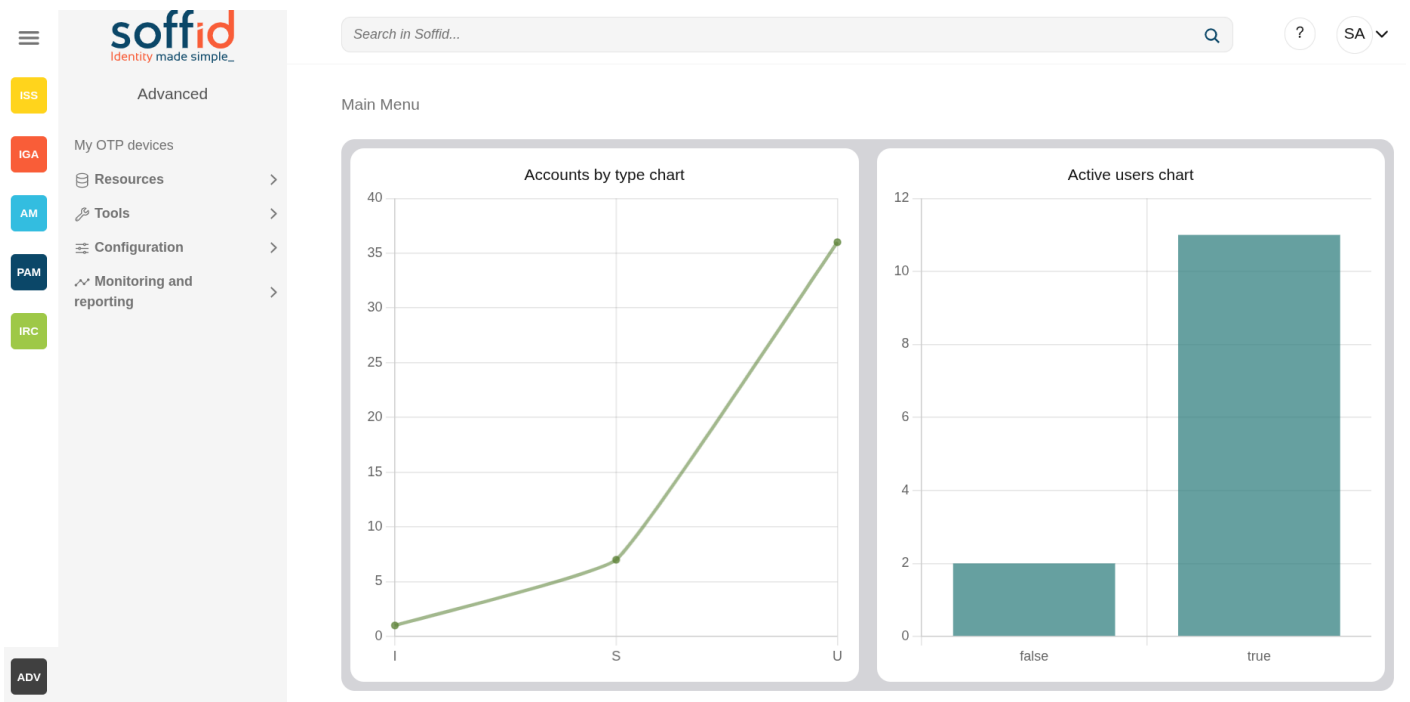 soffid
Identity made simple_
Search in Soffid...
?
SA
ISS
IGA
AM
PAM
IRC
ADV
Advanced
My OTP devices
Resources
Tools
Configuration
Monitoring and
reporting
Main Menu
Accounts by type chart
40
35
30
25
20
15
10
5
0
I
S
U
Active users chart
12
10
8
6
4
2
0
false
true